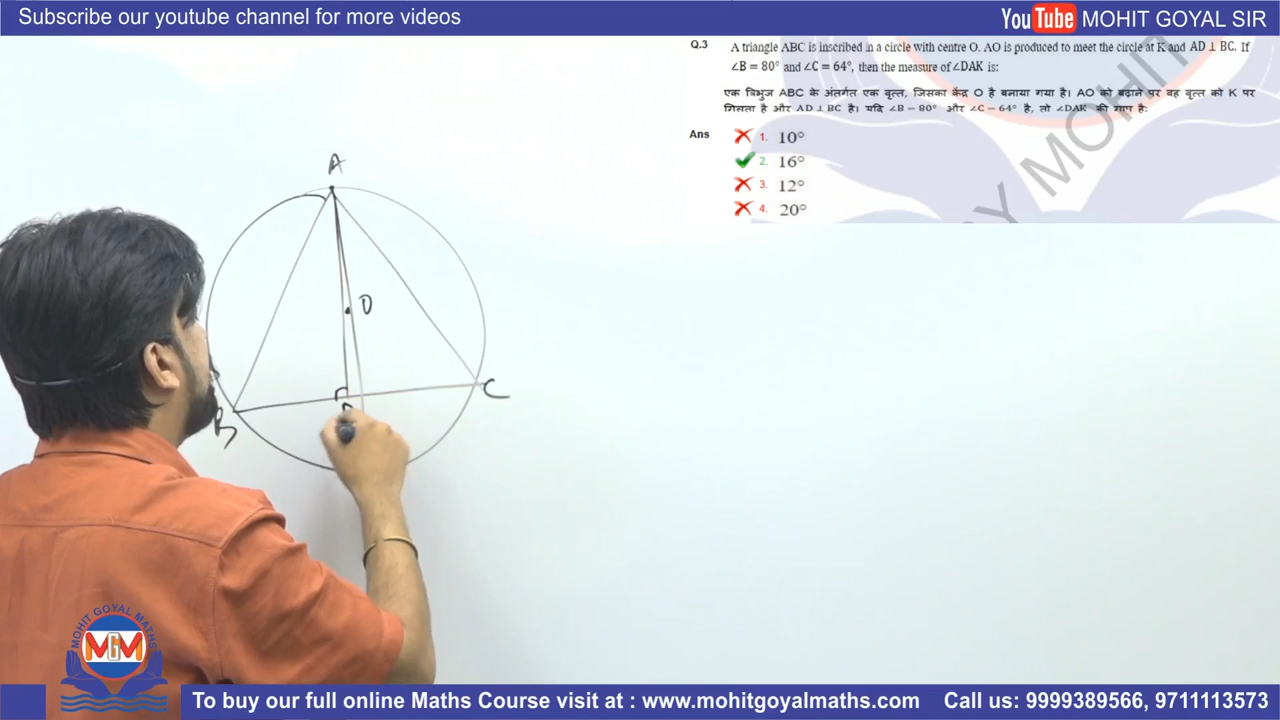 Subscribe our youtube channel for more videos
YouTube MOHIT GOYAL SIR
Q.3 A triangle ABC is inscribed in a circle with centre O. AO is produced to meet the circle at K and AD ⊥ BC. If
∠B = 80° and ∠C = 64°, then the measure of ∠DAK is:
एक त्रिभुज ABC के अंतर्गत एक वृत्त, जिसका केंद्र O है बनाया गया है। AO को बढ़ाने पर वह वृत्त को K पर
मिलता है और AD ⊥ BC है। यदि ∠B = 80° और ∠C = 64° है, तो ∠DAK की माप है:
Ans 1. 10°
2. 16°
3. 12°
4. 20°
GY MOHIT
A
O
C
B
MOHIT GOYAL MATHS
MGM
To buy our full online Maths Course visit at : www.mohitgoyalmaths.com Call us: 9999389566, 9711113573